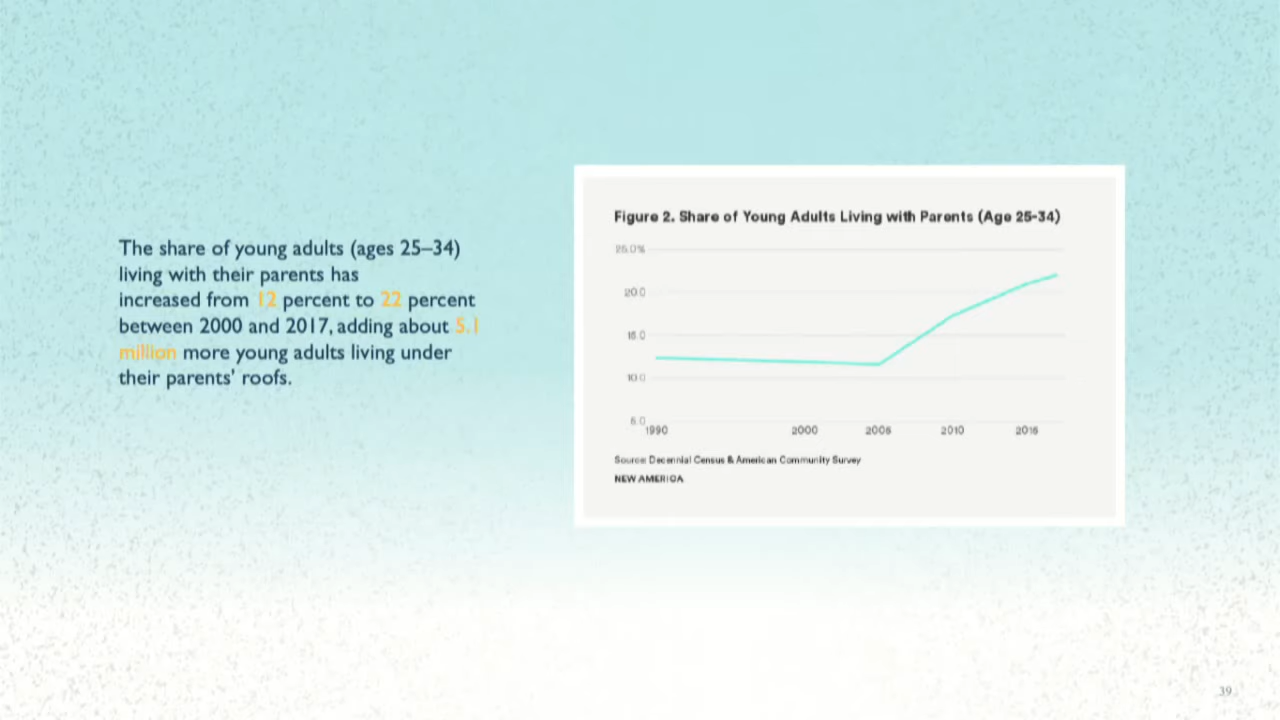 The share of young adults (ages 25–34)
living with their parents has
increased from 12 percent to 22 percent
between 2000 and 2017, adding about 5.1
million more young adults living under
their parents' roofs.
Figure 2. Share of Young Adults Living with Parents (Age 25-34)
25.0%
20.0
15.0
10.0
5.0
1990 2000 2005 2010 2015
Source: Decennial Census & American Community Survey
NEW AMERICA
39